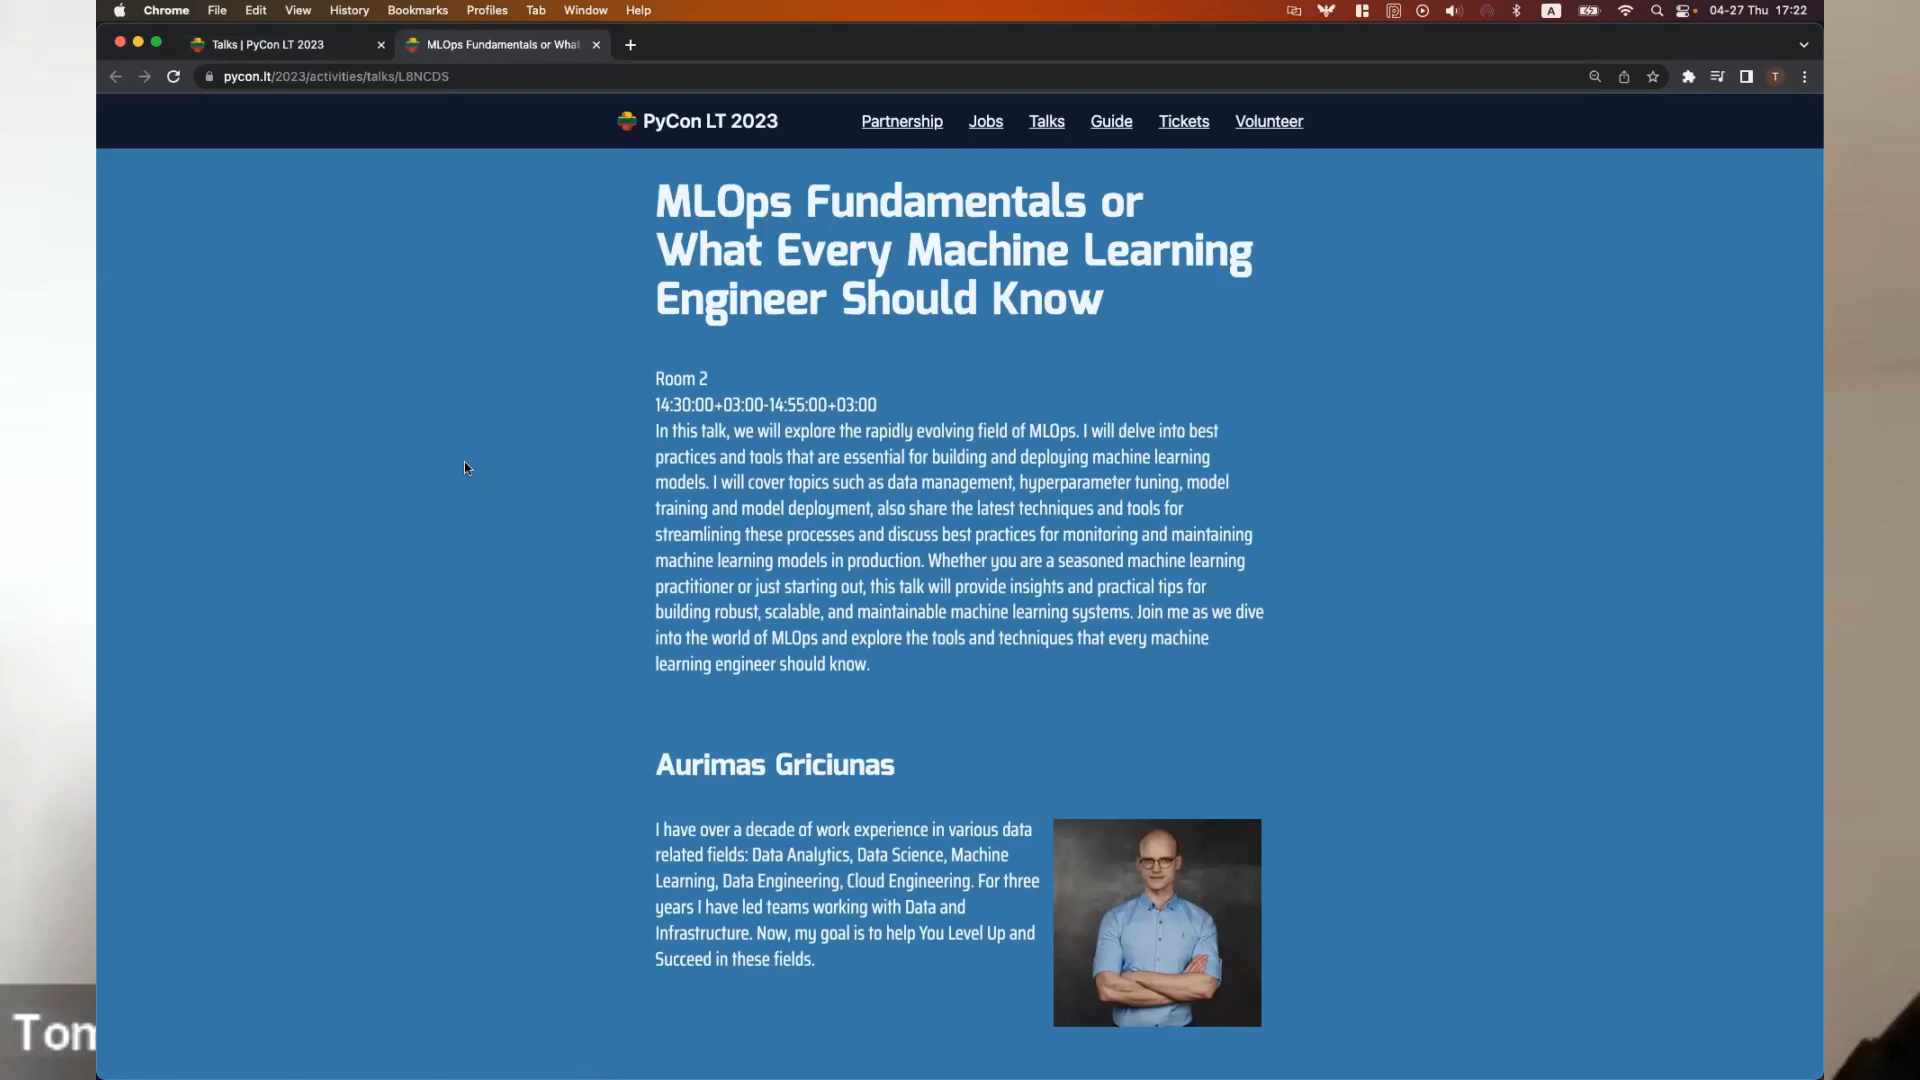 Chrome File Edit View History Bookmarks Profiles Tab Window Help A 04-27 Thu 17:22
Talks | PyCon LT 2023 MLOps Fundamentals or What
pycon.lt/2023/activities/talks/L8NCDS T
PyCon LT 2023 Partnership Jobs Talks Guide Tickets Volunteer
MLOps Fundamentals or
What Every Machine Learning
Engineer Should Know
Room 2
14:30:00+03:00-14:55:00+03:00
In this talk, we will explore the rapidly evolving field of MLOps. I will delve into best
practices and tools that are essential for building and deploying machine learning
models. I will cover topics such as data management, hyperparameter tuning, model
training and model deployment, also share the latest techniques and tools for
streamlining these processes and discuss best practices for monitoring and maintaining
machine learning models in production. Whether you are a seasoned machine learning
practitioner or just starting out, this talk will provide insights and practical tips for
building robust, scalable, and maintainable machine learning systems. Join me as we dive
into the world of MLOps and explore the tools and techniques that every machine
learning engineer should know.
Aurimas Griciunas
I have over a decade of work experience in various data
related fields: Data Analytics, Data Science, Machine
Learning, Data Engineering, Cloud Engineering. For three
years I have led teams working with Data and
Infrastructure. Now, my goal is to help You Level Up and
Succeed in these fields.
Tom